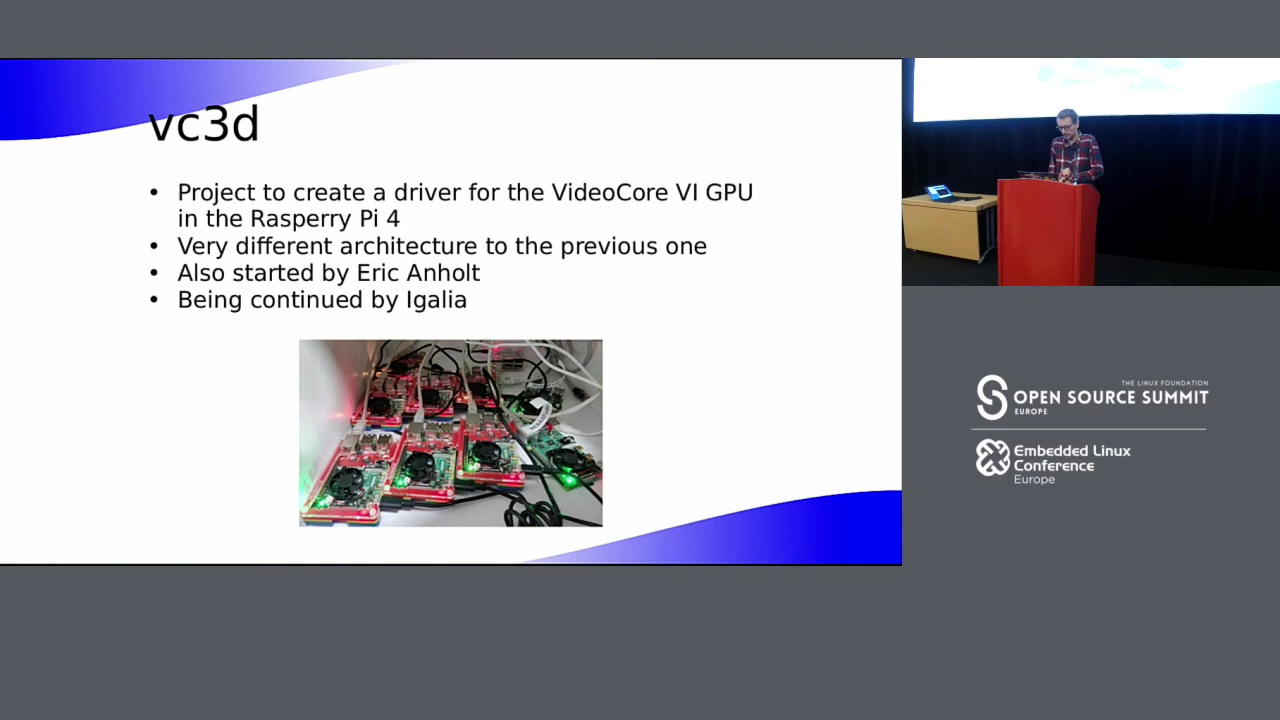 vc3d
• Project to create a driver for the VideoCore VI GPU
in the Rasperry Pi 4
• Very different architecture to the previous one
• Also started by Eric Anholt
• Being continued by Igalia
THE LINUX FOUNDATION
OPEN SOURCE SUMMIT
EUROPE
Embedded Linux
Conference
Europe